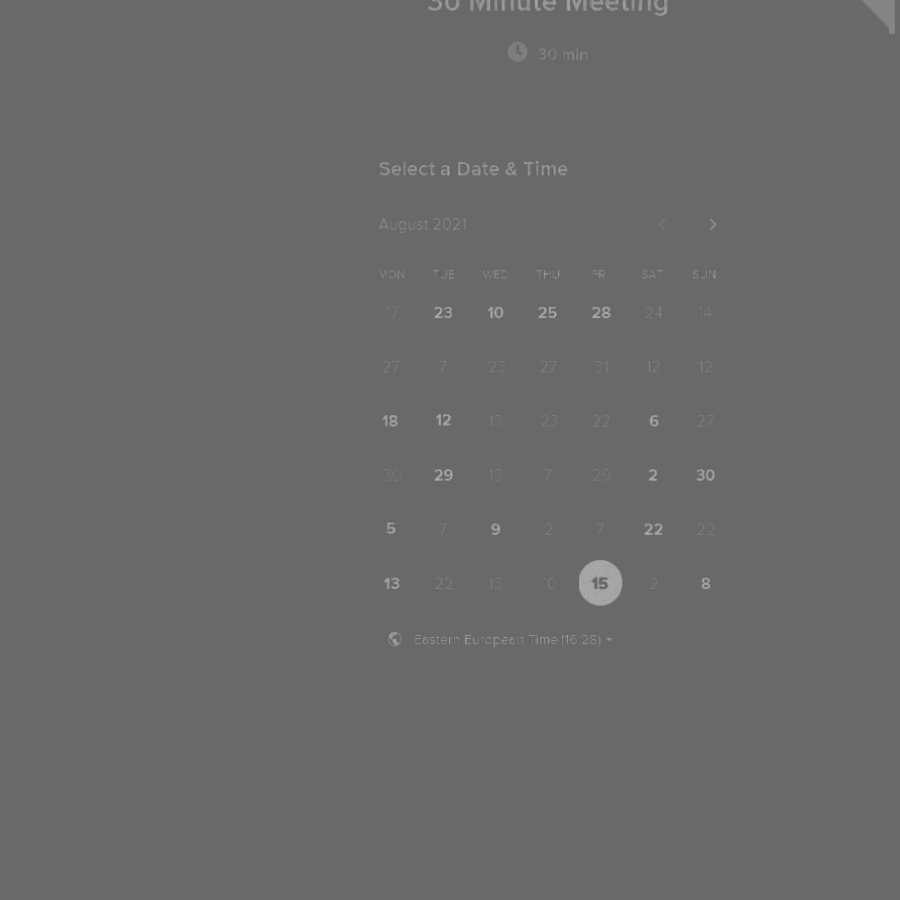 30 Minute Meeting
30 min
Select a Date & Time
August 2021
MON TUE WED THU FRI SAT SUN
17 23 10 25 28 24 14
27 7 23 27 31 12 12
18 12 13 23 22 6 27
30 29 13 7 29 2 30
5 7 9 2 7 22 22
13 22 13 10 15 2 8
Eastern European Time (16:28)